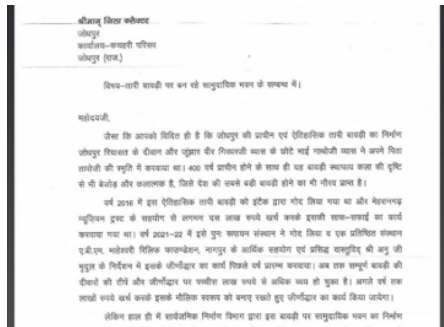 श्रीमान् जिला कलेक्टर
जोधपुर
कार्यालय-कचहरी परिसर
जोधपुर (राज.)
विषय-तापी बावड़ी पर बन रहे सामुदायिक भवन के सम्बन्ध में।
महोदयजी,
जैसा कि आपको विदित ही है कि जोधपुर की प्राचीन एवं ऐतिहासिक तापी बावड़ी का निर्माण
जोधपुर रियासत के दीवान और जूंझार वीर गिरधरजी व्यास के छोटे भाई नाथोजी व्यास ने अपने पिता
तापोजी की स्मृति में करवाया था। 400 वर्ष प्राचीन होने के साथ ही यह बावड़ी स्थापत्य कला की दृष्टि
से भी बेजोड़ और कलात्मक है, जिसे देश की सबसे बड़ी बावड़ी होने का भी गौरव प्राप्त है।
वर्ष 2016 में इस ऐतिहासिक तापी बावड़ी को इंटैक द्वारा गोद लिया गया था और मेहरानगढ़
म्यूजियम ट्रस्ट के सहयोग से लगभग दस लाख रुपये खर्च करके इसकी साफ-सफाई का कार्य
करवाया गया था। वर्ष 2021-22 में इसे पुनः रूपायन संस्थान ने गोद लिया व एक प्रतिष्ठित संस्थान
ए.बी.एम. माहेश्वरी रिलिफ फाउण्डेशन, नागपुर के आर्थिक सहयोग एवं प्रसिद्ध वास्तुविद् श्री अनु जी
मृदुल के निर्देशन में इसके जीर्णोद्धार का कार्य पिछले वर्ष प्रारम्भ करवाया। अब तक सम्पूर्ण बावड़ी की
दीवारों की टीपें और जीर्णोद्धार पर पच्चीस लाख रुपये से अधिक व्यय हो चुका है। अगले वर्ष तक
लाखों रुपये खर्च करके इसके मौलिक स्वरूप को बनाए रखते हुए जीर्णोद्धार का कार्य किया जायेगा।
लेकिन हाल ही में सार्वजनिक निर्माण विभाग द्वारा इस बावड़ी पर सामुदायिक भवन का निर्माण